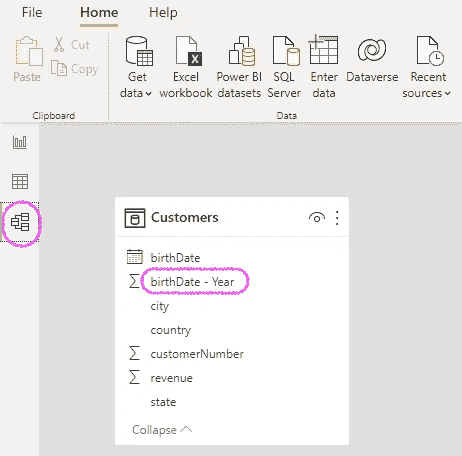 File Home Help
Cut
Copy
Paste
Get data
Excel workbook
Power BI datasets
SQL Server
Enter data
Dataverse
Recent sources
Clipboard
Data
Customers
birthDate
birthDate - Year
city
country
customerNumber
revenue
state
Collapse